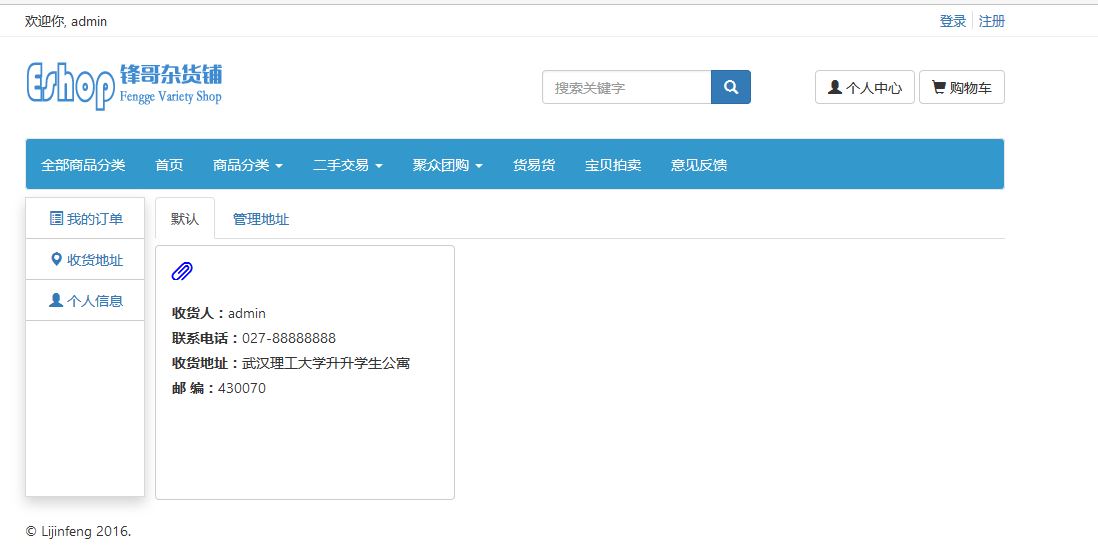 欢迎你, admin 登录 注册
Eshop 锋哥杂货铺
Fengge Variety Shop
搜索关键字 个人中心 购物车
全部商品分类 首页 商品分类 二手交易 聚众团购 货易货 宝贝拍卖 意见反馈
我的订单 默认 管理地址
收货地址
个人信息
收货人：admin
联系电话：027-88888888
收货地址：武汉理工大学升升学生公寓
邮 编：430070
© Lijinfeng 2016.